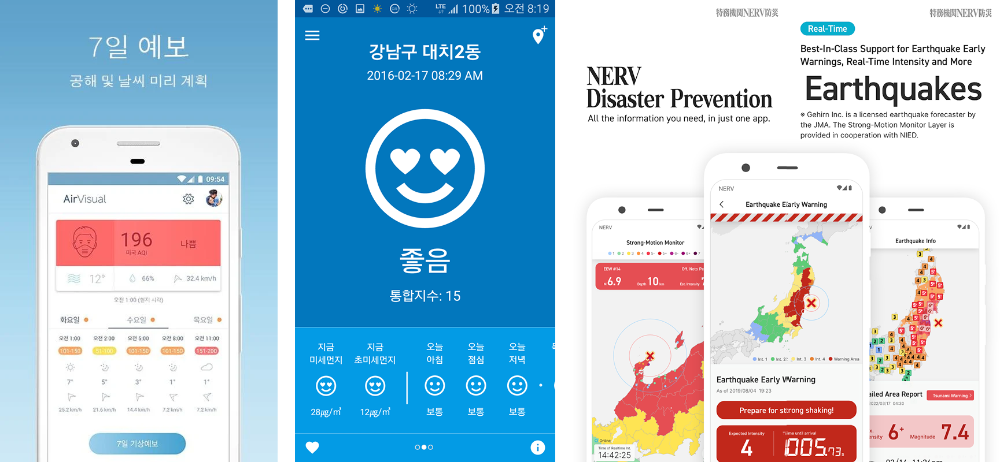 7일 예보
공해 및 날씨 미리 계획
09:54
AirVisual
196
미국 AQI
나쁨
12°
66%
32.4 km/h
오전 1:00 (현지 시각)
화요일
수요일
목요일
오전 1:00 오전 2:00 오전 5:00 오전 8:00 오전 11:00
101-150 51-100 101-150 101-150 151-200
7° 5° 3° 1° 1°
25.2 km/h 21.6 km/h 14.4 km/h 7.2 km/h 7.2 km/h
7일 기상예보
LTE 100% 오전 8:19
강남구 대치2동
2016-02-17 08:29 AM
좋음
통합지수: 15
지금 지금 오늘 오늘 오늘
미세먼지 초미세먼지 아침 점심 저녁
28㎍/㎥ 12㎍/㎥ 보통 보통 보통
特務機関NERV防災
NERV
Disaster Prevention
All the information you need, in just one app.
特務機関NERV防災
Real-Time
Best-In-Class Support for Earthquake Early
Warnings, Real-Time Intensity and More
Earthquakes
※ Gehirn Inc. is a licensed earthquake forecaster by
the JMA. The Strong-Motion Monitor Layer is
provided in cooperation with NIED.
NERV
Strong-Motion Monitor
1 2 3 4 5- 5+ 6- 6+ 7
EEW #14 Off. Noto Pe
M 6.9 Depth 10 km Est. Intensity
Online
Time of Realtime Int.
14:42:25
NERV
Earthquake Early Warning
Int. 1 Int. 2 Int. 3 Int. 4 Warning Area
Earthquake Early Warning
As of 2019/08/04 19:23
Prepare for strong shaking!
Expected Intensity
4
Time until arrival
005.73s
Earthquake Info
ailed Area Report
Tsunami Warning >
2022/03/17 04:30
6+
Magnitude 7.4